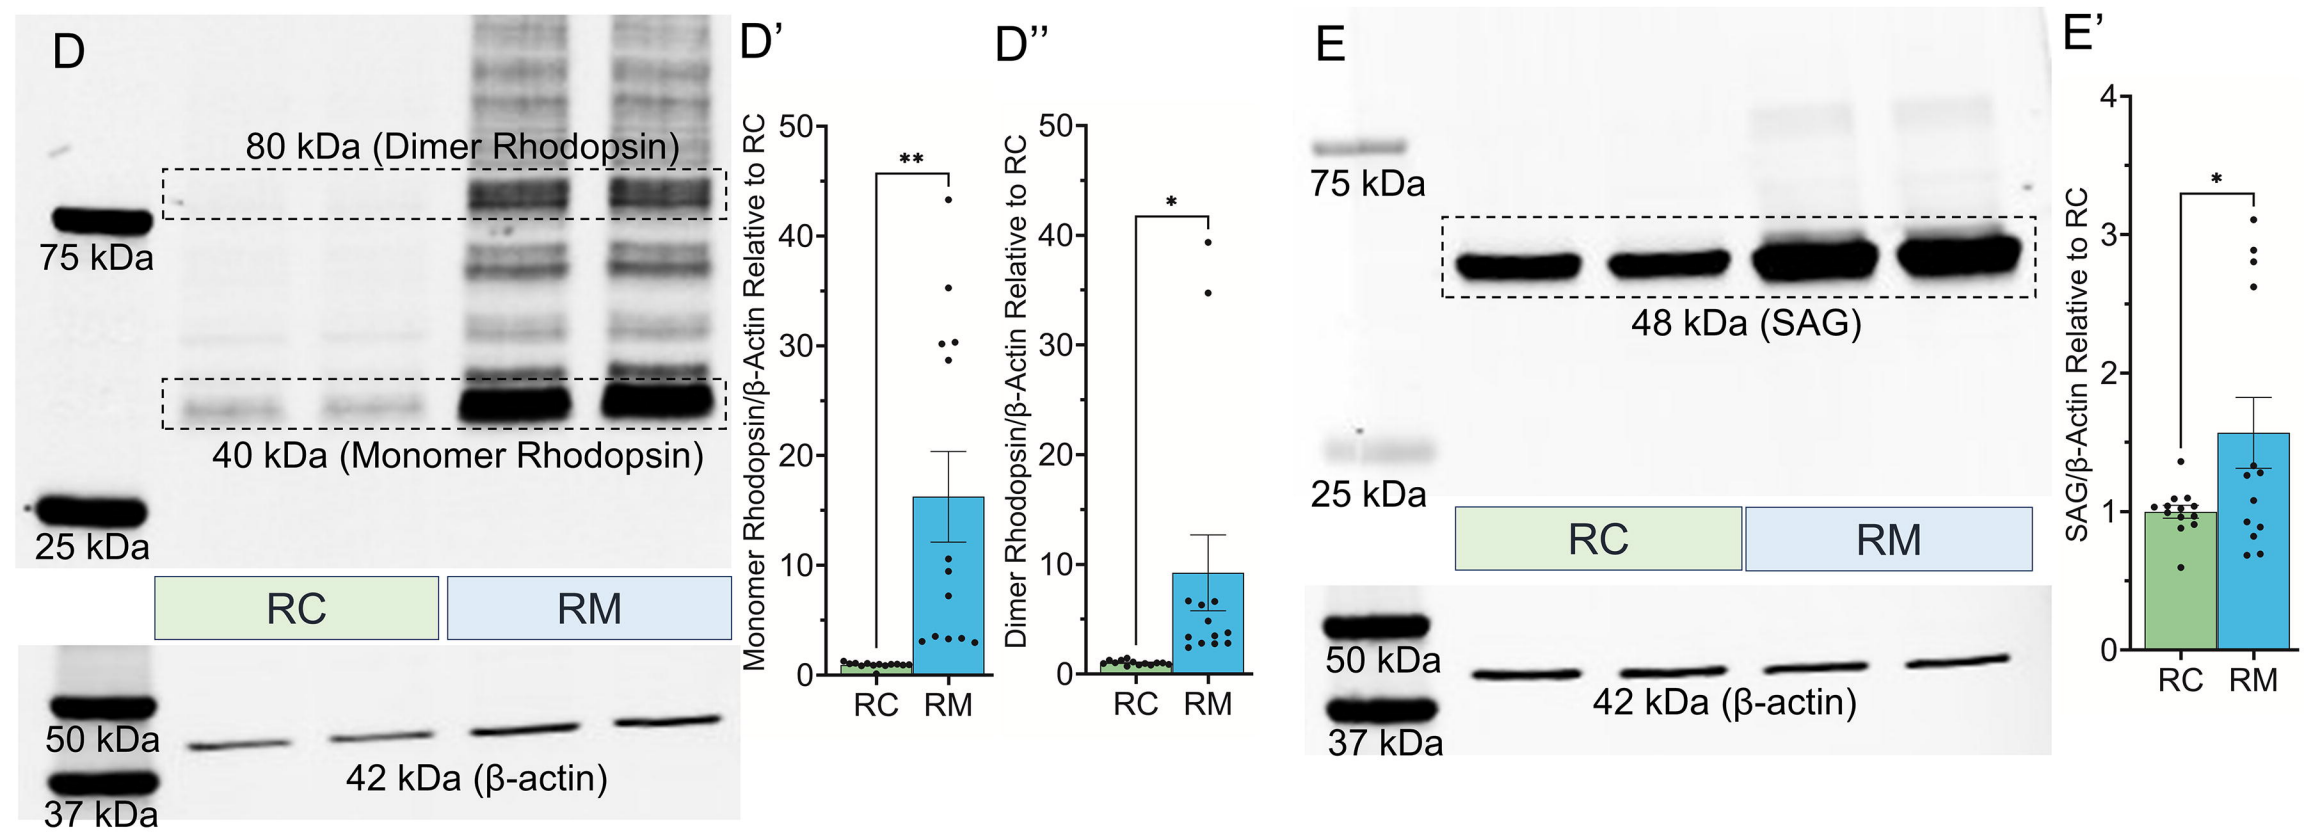 D
80 kDa (Dimer Rhodopsin)
75 kDa
40 kDa (Monomer Rhodopsin)
25 kDa
RC RM
50 kDa
42 kDa (β-actin)
37 kDa
D’
Monomer Rhodopsin/β-Actin Relative to RC
50
40
30
20
10
0
**
RC RM
D’’
Dimer Rhodopsin/β-Actin Relative to RC
50
40
30
20
10
0
*
RC RM
E
75 kDa
48 kDa (SAG)
25 kDa
RC RM
50 kDa
42 kDa (β-actin)
37 kDa
E’
SAG/β-Actin Relative to RC
4
3
2
1
0
*
RC RM